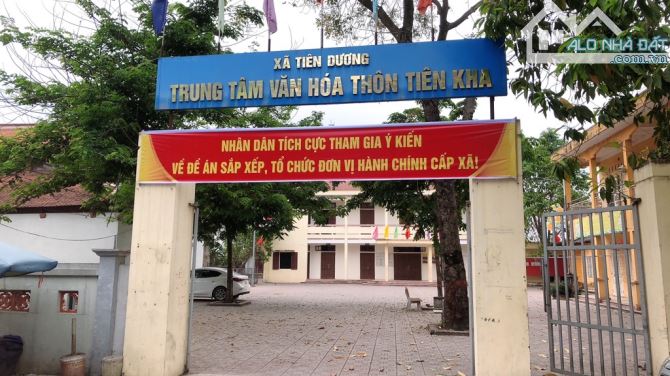 ALO NHÀ ĐẤT
.com.vn
XÃ TIÊN DƯƠNG
TRUNG TÂM VĂN HÓA THÔN TIÊN KHA
NHÂN DÂN TÍCH CỰC THAM GIA Ý KIẾN
VỀ ĐỀ ÁN SẮP XẾP, TỔ CHỨC ĐƠN VỊ HÀNH CHÍNH CẤP XÃ!